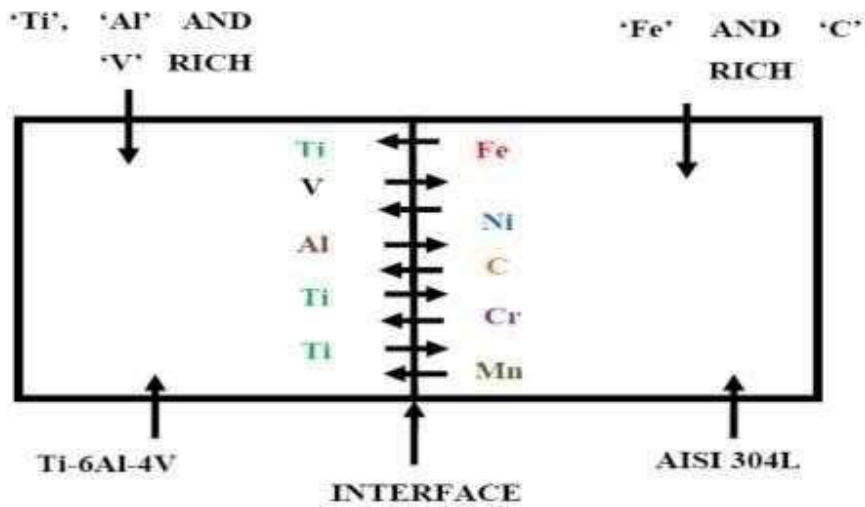 ‘Ti’, ‘Al’ AND
‘V’ RICH
‘Fe’ AND ‘C’
RICH
Ti
Fe
V
Ni
Al
C
Ti
Cr
Ti
Mn
Ti-6Al-4V
AISI 304L
INTERFACE